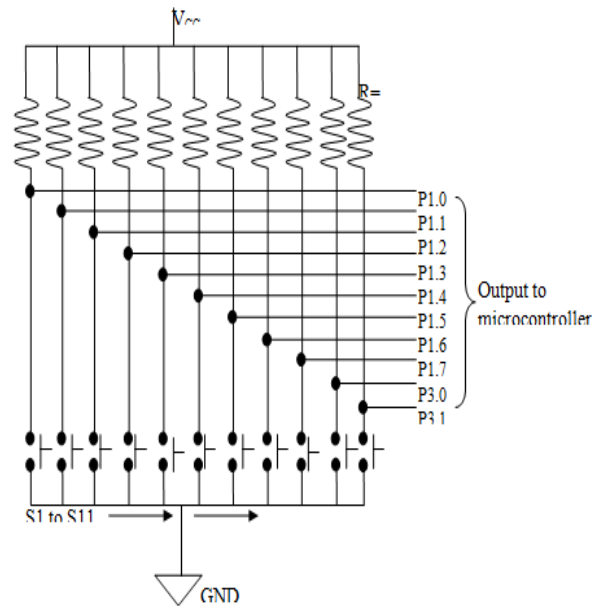 V~~
R=
P1.0
P1.1
P1.2
P1.3
P1.4
P1.5
P1.6
P1.7
P3.0
P3.1
Output to
microcontroller
S1 to S11
GND